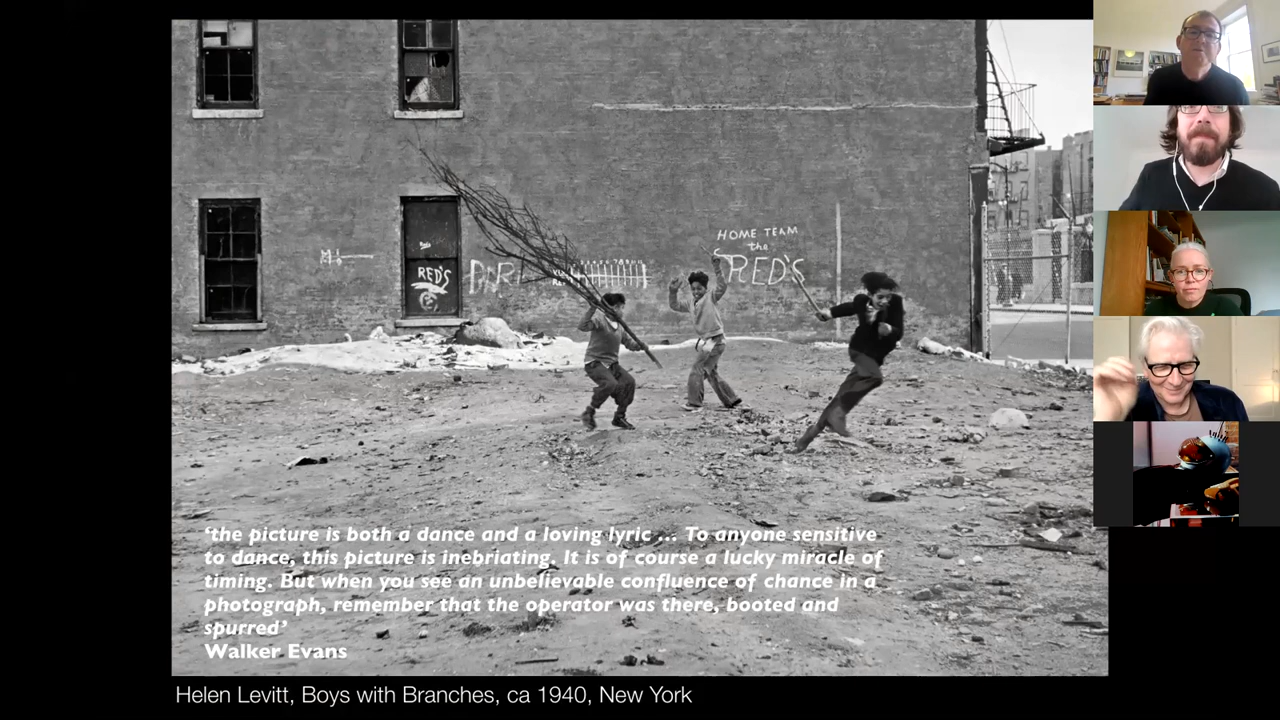 HOME TEAM
the
RED'S
RED'S
'the picture is both a dance and a loving lyric ... To anyone sensitive
to dance, this picture is inebriating. It is of course a lucky miracle of
timing. But when you see an unbelievable confluence of chance in a
photograph, remember that the operator was there, booted and
spurred'
Walker Evans
Helen Levitt, Boys with Branches, ca 1940, New York